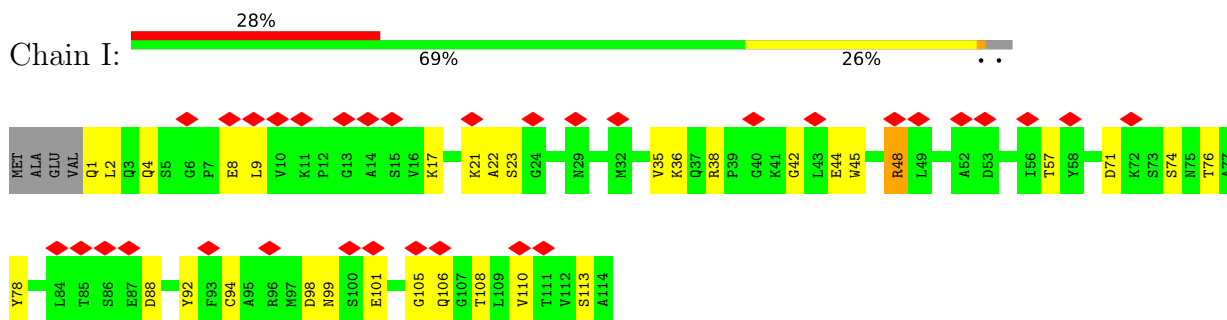 28%
Chain I:
69% 26% • •
MET ALA GLU VAL Q1 L2 Q3 Q4 S5 G6 P7 E8 L9 V10 K11 P12 G13 A14 S15 V16 K17 K21 A22 S23 G24 N29 M32 V35 K36 Q37 R38 P39 G40 K41 G42 L43 E44 W45 R48 L49 A52 D53 I56 T57 Y58 D71 K72 S73 S74 N75 T76 A77
Y78 L84 T85 S86 E87 D88 Y92 F93 C94 A95 R96 M97 D98 N99 S100 E101 G105 Q106 G107 T108 L109 V110 T111 V112 S113 A114